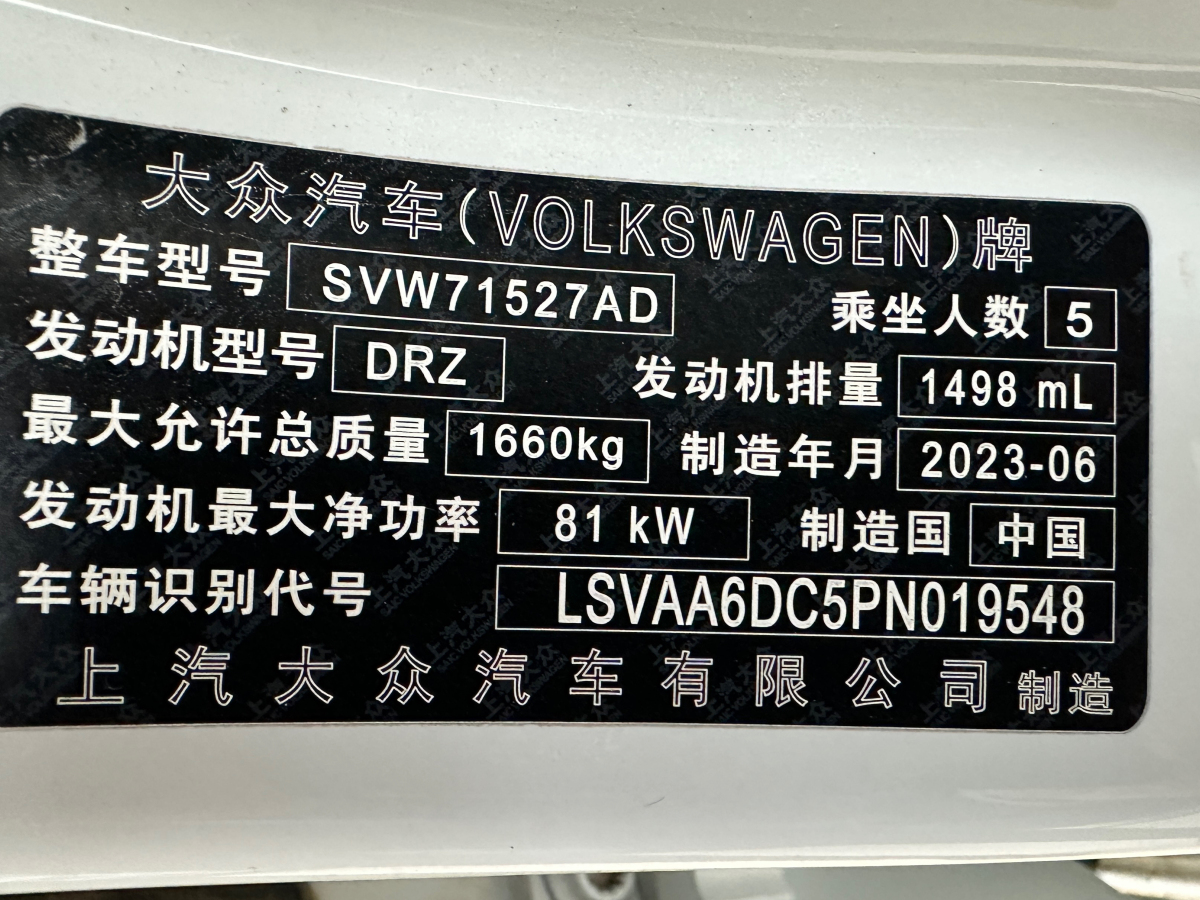 大众汽车(VOLKSWAGEN)牌
整车型号 SVW71527AD 乘坐人数 5
发动机型号 DRZ 发动机排量 1498 mL
最大允许总质量 1660kg 制造年月 2023-06
发动机最大净功率 81 kW 制造国 中国
车辆识别代号 LSVAA6DC5PN019548
上汽大众汽车有限公司 制造